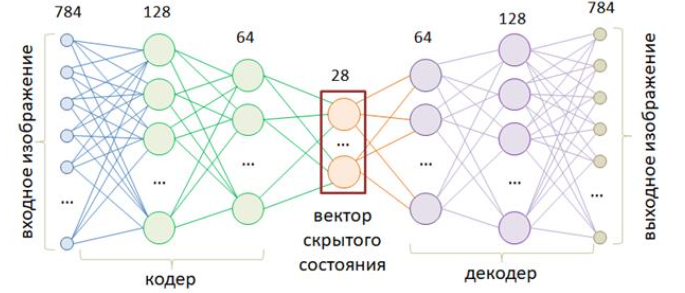 784
128
64
28
64
128
784
входное изображение
...
...
...
...
...
...
...
выходное изображение
вектор
скрытого
состояния
кодер
декодер